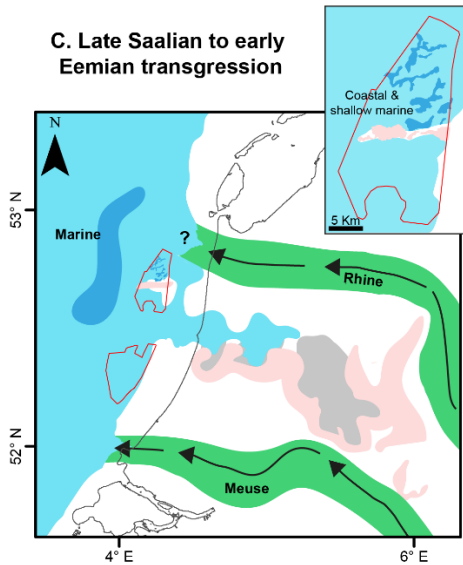 C. Late Saalian to early
Eemian transgression
Coastal &
shallow marine
5 Km
N
53° N
Marine
?
Rhine
52° N
Meuse
4° E
6° E